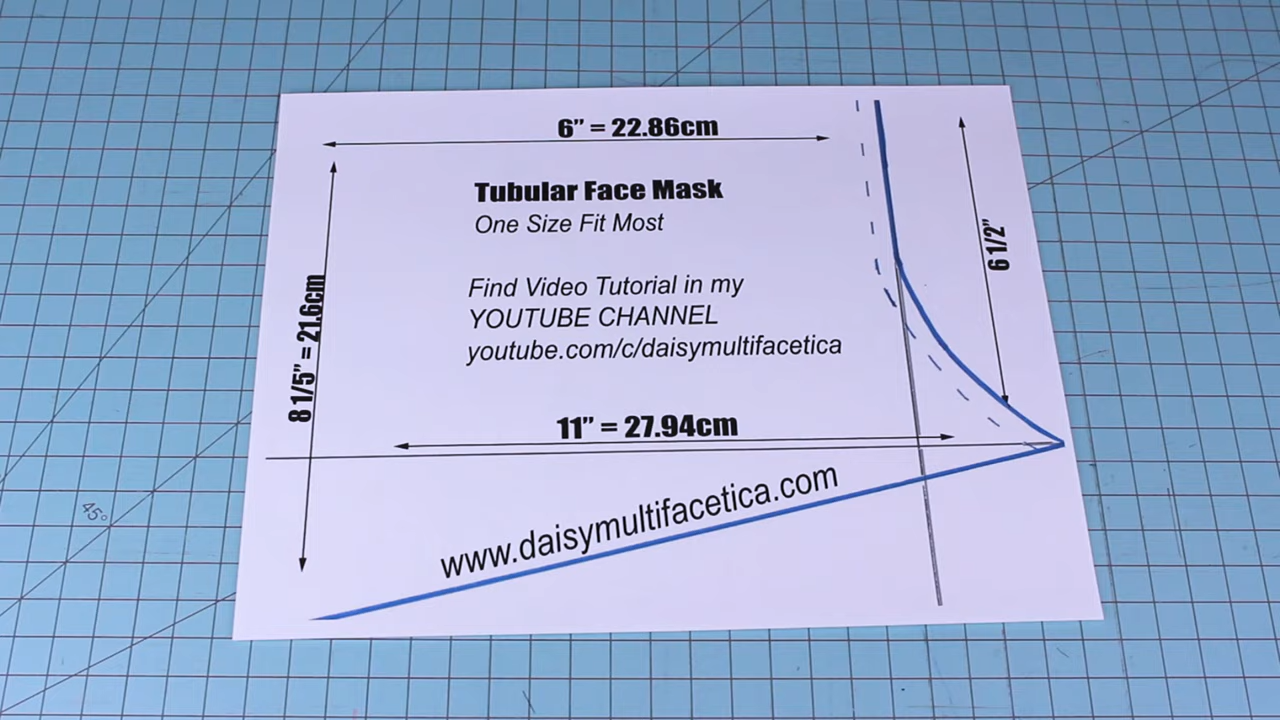 6” = 22.86cm
Tubular Face Mask
One Size Fit Most
Find Video Tutorial in my
YOUTUBE CHANNEL
youtube.com/c/daisymultifacetica
8 1/5” = 21.6cm
6 1/2”
11” = 27.94cm
www.daisymultifacetica.com
45°